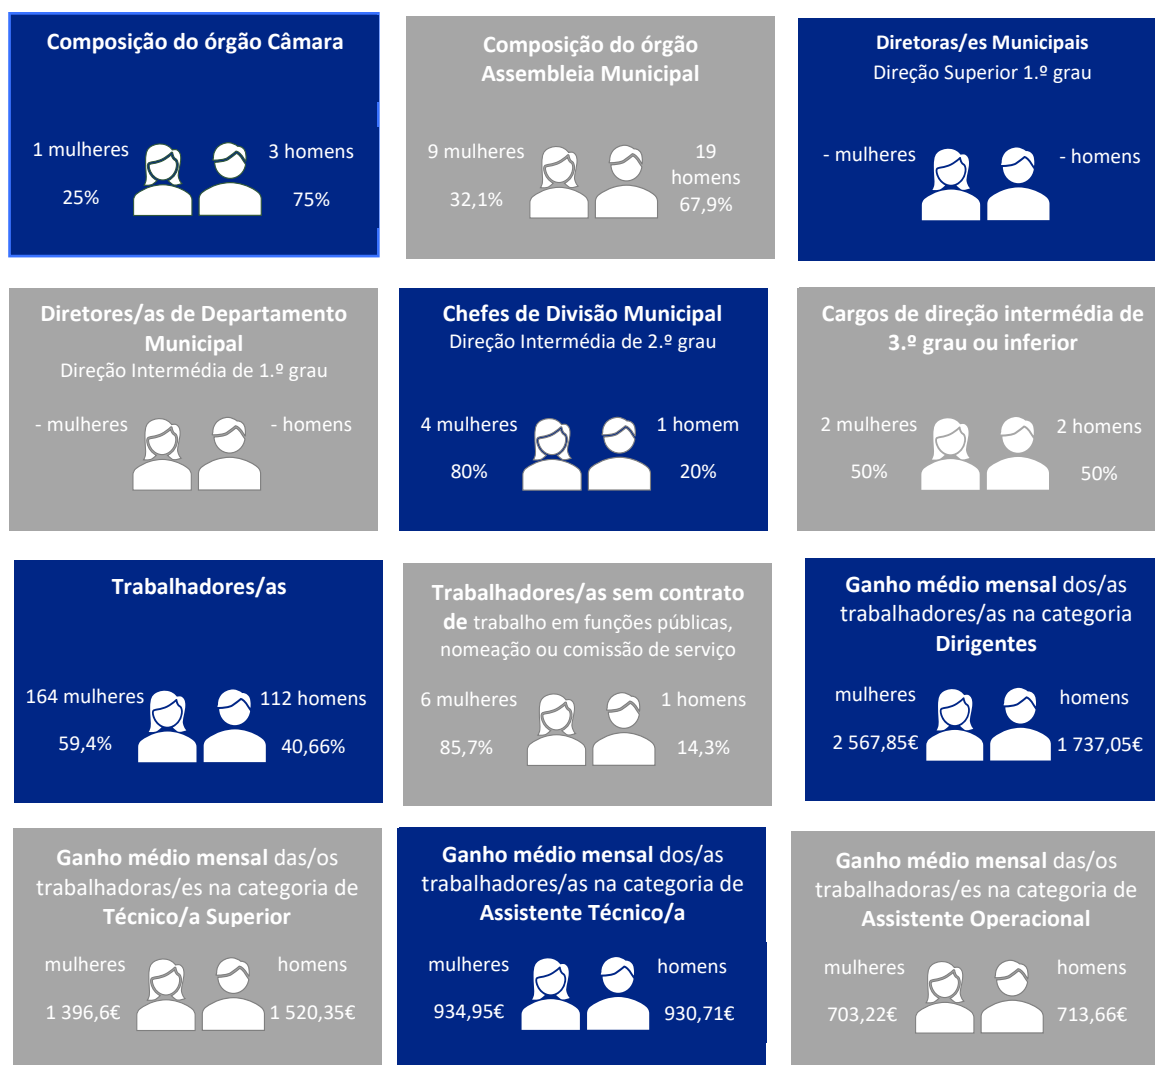 Composição do órgão Câmara
1 mulheres
3 homens
25%
75%
Composição do órgão
Assembleia Municipal
9 mulheres
19
homens
32,1%
67,9%
Diretoras/es Municipais
Direção Superior 1.º grau
- mulheres
- homens
Diretores/as de Departamento
Municipal
Direção Intermédia de 1.º grau
- mulheres
- homens
Chefes de Divisão Municipal
Direção Intermédia de 2.º grau
4 mulheres
1 homem
80%
20%
Cargos de direção intermédia de
3.º grau ou inferior
2 mulheres
2 homens
50%
50%
Trabalhadores/as
164 mulheres
112 homens
59,4%
40,66%
Trabalhadores/as sem contrato
de trabalho em funções públicas,
nomeação ou comissão de serviço
6 mulheres
1 homens
85,7%
14,3%
Ganho médio mensal dos/as
trabalhadores/as na categoria
Dirigentes
mulheres
homens
2 567,85€
1 737,05€
Ganho médio mensal das/os
trabalhadoras/es na categoria de
Técnico/a Superior
mulheres
homens
1 396,6€
1 520,35€
Ganho médio mensal dos/as
trabalhadores/as na categoria de
Assistente Técnico/a
mulheres
homens
934,95€
930,71€
Ganho médio mensal das/os
trabalhadoras/es na categoria de
Assistente Operacional
mulheres
homens
703,22€
713,66€